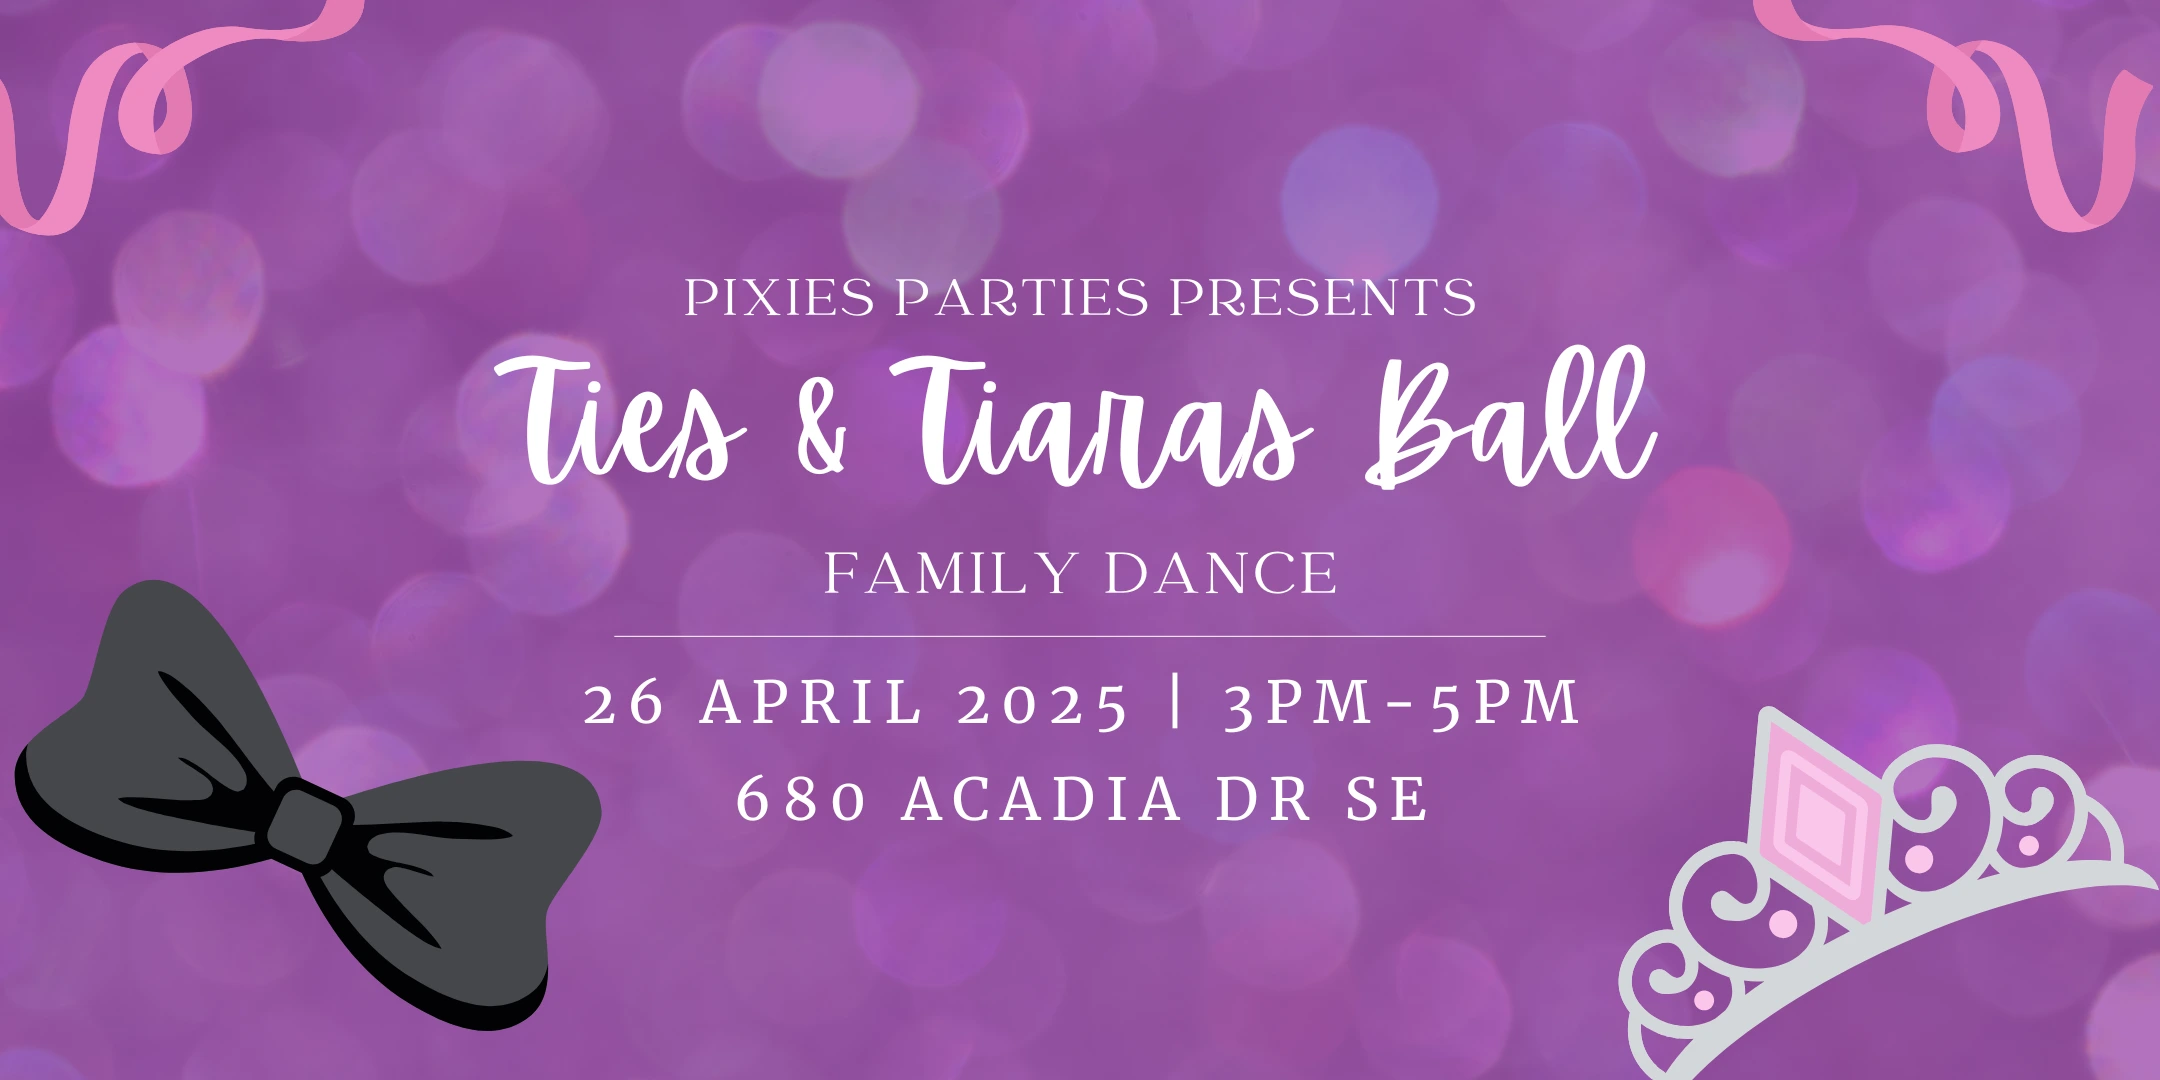 PIXIES PARTIES PRESENTS
Ties & Tiaras Ball
FAMILY DANCE
26 APRIL 2025 | 3PM-5PM
680 ACADIA DR SE